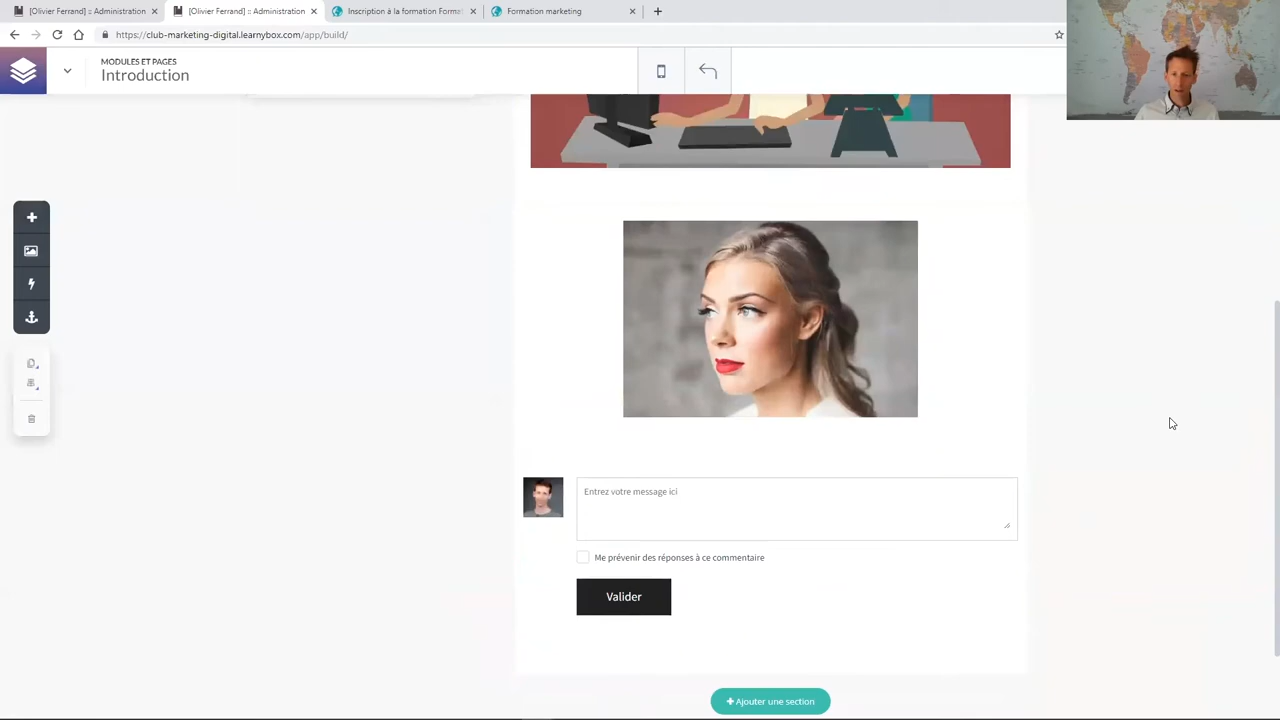 [Olivier Ferrand] :: Administration
[Olivier Ferrand] :: Administration
Inscription à la formation Forma
Formation marketing
https://club-marketing-digital.learnybox.com/app/build/
MODULES ET PAGES
Introduction
Entrez votre message ici
Me prévenir des réponses à ce commentaire
Valider
+ Ajouter une section